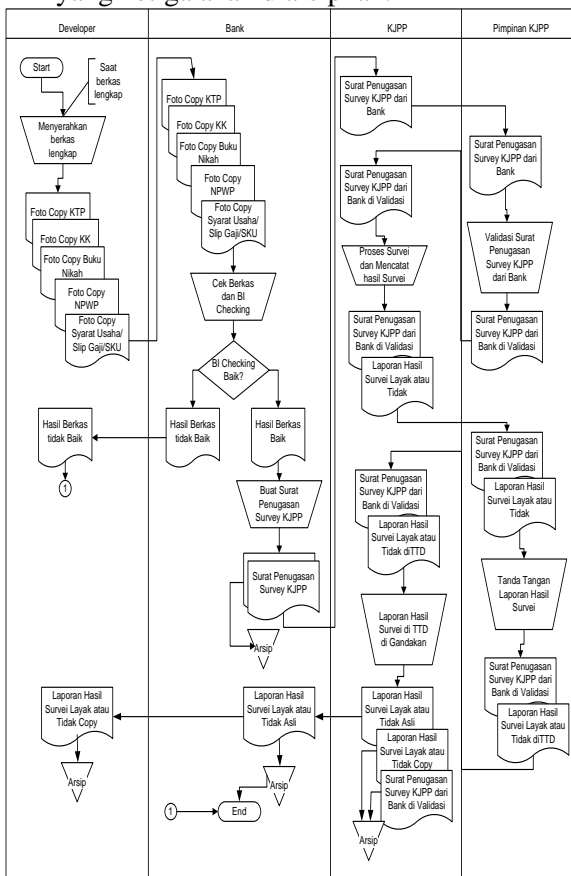 Developer
Bank
KJPP
Pimpinan KJPP
Start
Saat
berkas
lengkap
Menyerahkan
berkas
lengkap
Foto Copy KTP
Foto Copy KK
Foto Copy Buku
Nikah
Foto Copy
NPWP
Foto Copy
Syarat Usaha/
Slip Gaji/SKU
Hasil Berkas
tidak Baik
1
Laporan Hasil
Survei Layak atau
Tidak Copy
Arsip
Foto Copy KTP
Foto Copy KK
Foto Copy Buku
Nikah
Foto Copy
NPWP
Foto Copy
Syarat Usaha/
Slip Gaji/SKU
Cek Berkas
dan BI
Checking
BI Checking
Baik?
Hasil Berkas
tidak Baik
Hasil Berkas
Baik
Buat Surat
Penugasan
Survey KJPP
Surat Penugasan
Survey KJPP
Arsip
Laporan Hasil
Survei Layak atau
Tidak Asli
Arsip
1
End
Surat Penugasan
Survey KJPP dari
Bank
Surat Penugasan
Survey KJPP dari
Bank di Validasi
Proses Survei
dan Mencatat
hasil Survei
Surat Penugasan
Survey KJPP dari
Bank di Validasi
Laporan Hasil
Survei Layak atau
Tidak
Surat Penugasan
Survey KJPP dari
Bank di Validasi
Laporan Hasil
Survei Layak atau
Tidak diTTD
Laporan Hasil
Survei di TTD
di Gandakan
Laporan Hasil
Survei Layak atau
Tidak Asli
Laporan Hasil
Survei Layak atau
Tidak Copy
Surat Penugasan
Survey KJPP dari
Bank di Validasi
Arsip
Surat Penugasan
Survey KJPP dari
Bank
Validasi Surat
Penugasan
Survey KJPP
dari Bank
Surat Penugasan
Survey KJPP dari
Bank di Validasi
Surat Penugasan
Survey KJPP dari
Bank di Validasi
Laporan Hasil
Survei Layak atau
Tidak
Tanda Tangan
Laporan Hasil
Survei
Surat Penugasan
Survey KJPP dari
Bank di Validasi
Laporan Hasil
Survei Layak atau
Tidak diTTD